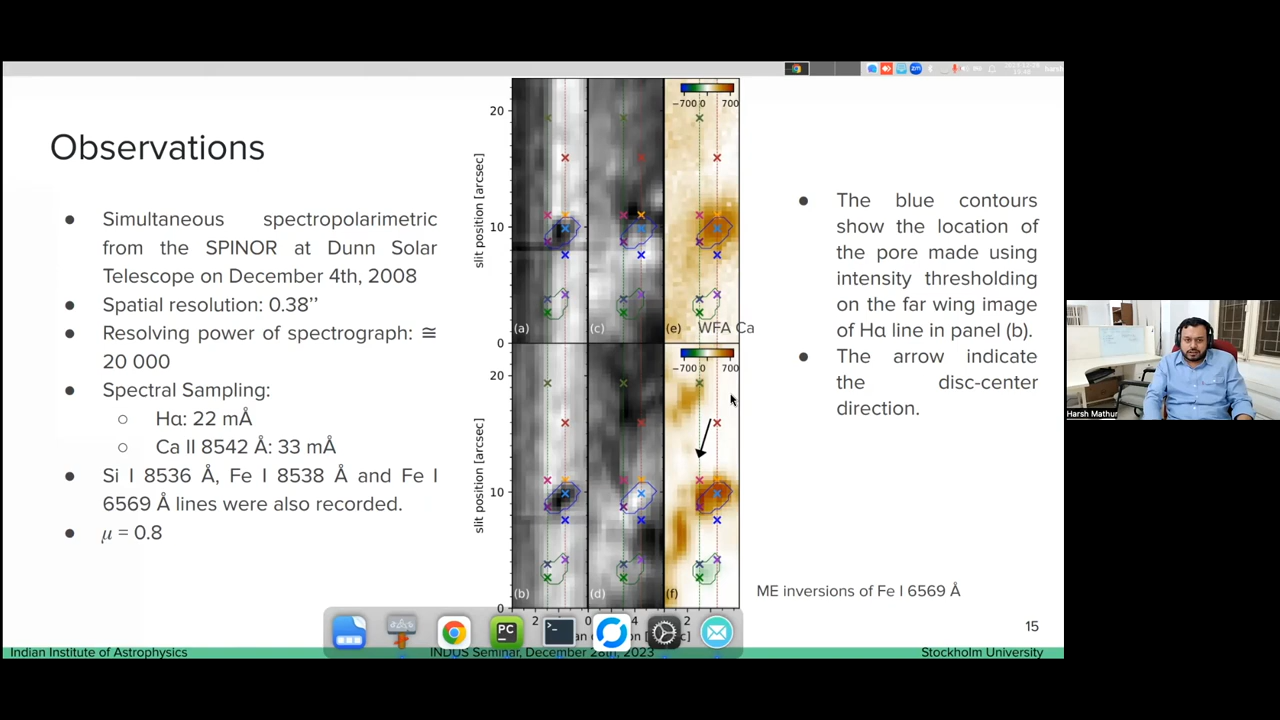 Observations
● Simultaneous spectropolarimetric
from the SPINOR at Dunn Solar
Telescope on December 4th, 2008
● Spatial resolution: 0.38’’
● Resolving power of spectrograph: ≅
20 000
● Spectral Sampling:
○ Hα: 22 mÅ
○ Ca II 8542 Å: 33 mÅ
● Si I 8536 Å, Fe I 8538 Å and Fe I
6569 Å lines were also recorded.
● 𝜇 = 0.8
−700 0 700
20
10
0
slit position [arcsec]
(a)
(c)
(e) WFA Ca
−700 0 700
20
10
0
slit position [arcsec]
(b)
(d)
(f)
2
4
2
● The blue contours
show the location of
the pore made using
intensity thresholding
on the far wing image
of Hα line in panel (b).
● The arrow indicate
the disc-center
direction.
ME inversions of Fe I 6569 Å
15
PC
zm
Harsh Mathur
Indian Institute of Astrophysics
INDUS Seminar, December 28th, 2023
Stockholm University